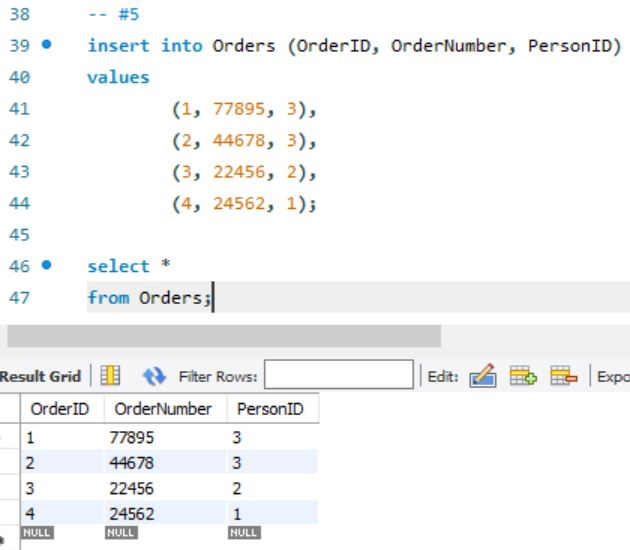 38 -- #5
39 insert into Orders (OrderID, OrderNumber, PersonID)
40 values
41 (1, 77895, 3),
42 (2, 44678, 3),
43 (3, 22456, 2),
44 (4, 24562, 1);
45
46 select *
47 from Orders;
Result Grid Filter Rows: Edit: Expo
OrderID OrderNumber PersonID
1 77895 3
2 44678 3
3 22456 2
4 24562 1
NULL NULL NULL